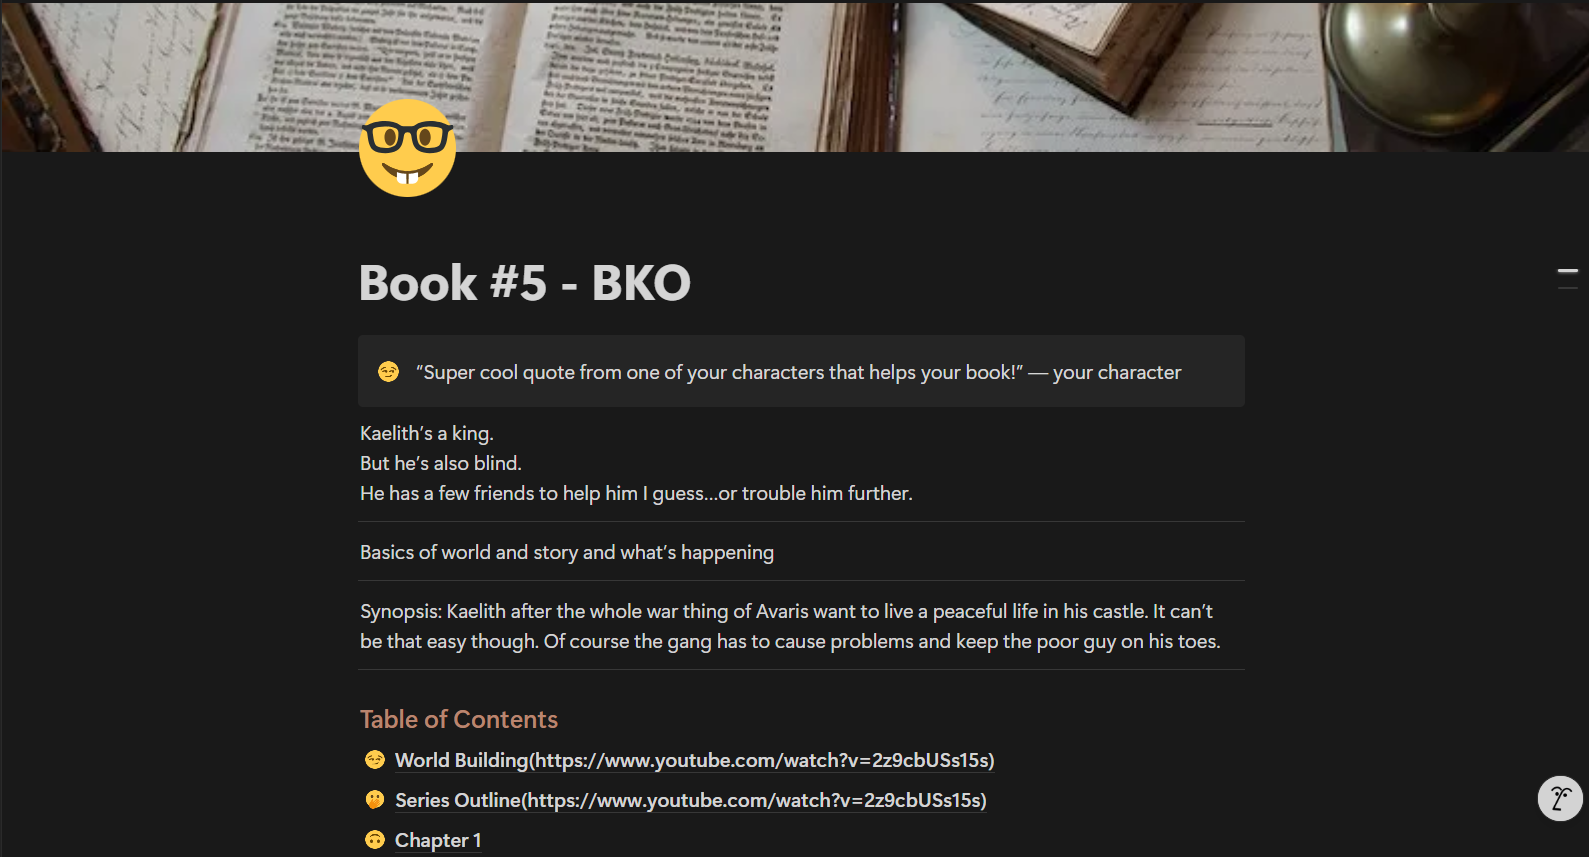 Book #5 - BKO
“Super cool quote from one of your characters that helps your book!” — your character
Kaelith’s a king.
But he’s also blind.
He has a few friends to help him I guess...or trouble him further.
Basics of world and story and what’s happening
Synopsis: Kaelith after the whole war thing of Avaris want to live a peaceful life in his castle. It can’t
be that easy though. Of course the gang has to cause problems and keep the poor guy on his toes.
Table of Contents
World Building(https://www.youtube.com/watch?v=2z9cbUSs15s)
Series Outline(https://www.youtube.com/watch?v=2z9cbUSs15s)
Chapter 1